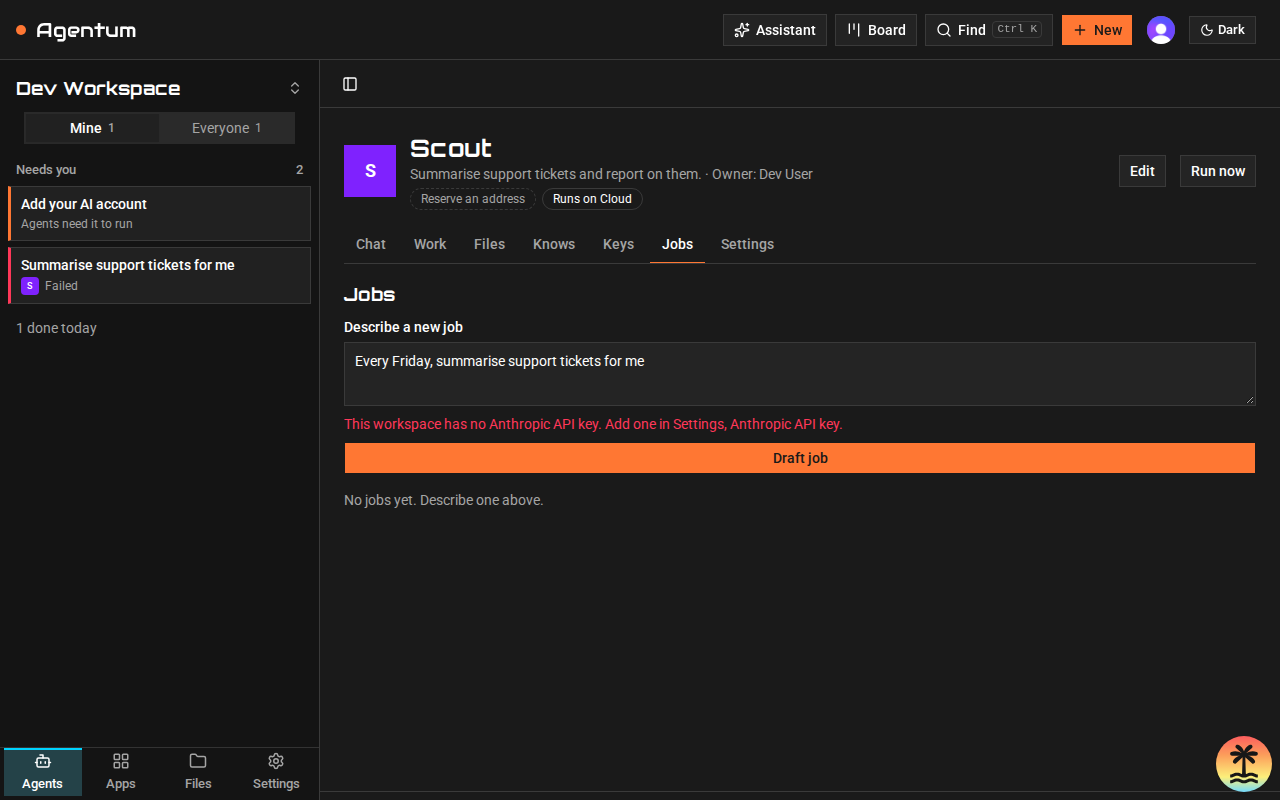 Agentum
Assistant
Board
Find Ctrl K
New
Dark
Dev Workspace
Mine 1
Everyone 1
Needs you 2
Add your AI account
Agents need it to run
Summarise support tickets for me
S Failed
1 done today
Agents
Apps
Files
Settings
S
Scout
Summarise support tickets and report on them. · Owner: Dev User
Reserve an address
Runs on Cloud
Edit
Run now
Chat
Work
Files
Knows
Keys
Jobs
Settings
Jobs
Describe a new job
Every Friday, summarise support tickets for me
This workspace has no Anthropic API key. Add one in Settings, Anthropic API key.
Draft job
No jobs yet. Describe one above.